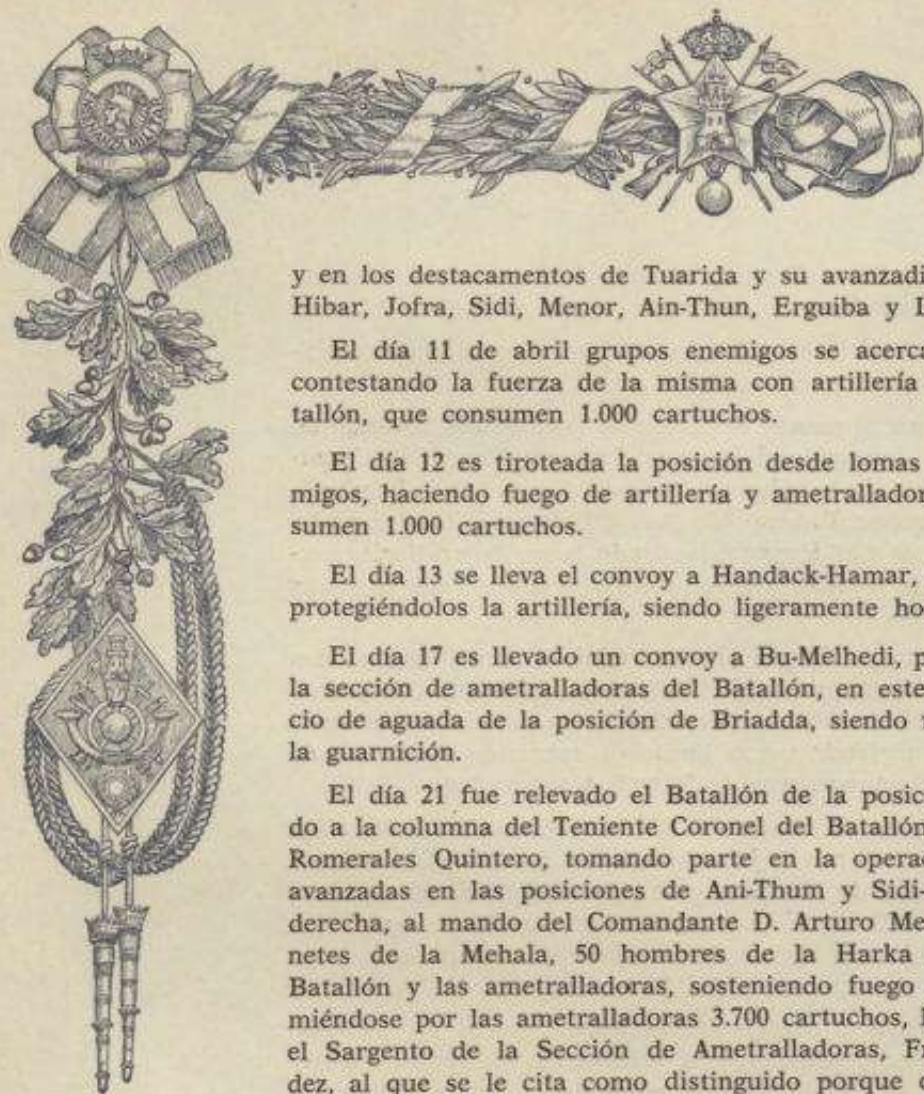 y en los destacamentos de Tuarida y su avanzadi
Hibar, Jofra, Sidi, Menor, Ain-Thun, Erguiba y
El día 11 de abril grupos enemigos se acerca
contestando la fuerza de la misma con artillería
tallón, que consumen 1.000 cartuchos.
El día 12 es tiroteada la posición desde lomas
migos, haciendo fuego de artillería y ametrallador
sumen 1.000 cartuchos.
El día 13 se lleva el convoy a Handack-Hamar,
protegiéndolos la artillería, siendo ligeramente ho
El día 17 es llevado un convoy a Bu-Melhedi, p
la sección de ametralladoras del Batallón, en este
cio de aguada de la posición de Briadda, siendo
la guarnición.
El día 21 fue relevado el Batallón de la posic
do a la columna del Teniente Coronel del Batallón
Romerales Quintero, tomando parte en la operac
avanzadas en las posiciones de Ani-Thum y Sidi-
derecha, al mando del Comandante D. Arturo Me
netes de la Mehala, 50 hombres de la Harka
Batallón y las ametralladoras, sosteniendo fuego
miéndose por las ametralladoras 3.700 cartuchos,
el Sargento de la Sección de Ametralladoras,
dez, al que se le cita como distinguido porque